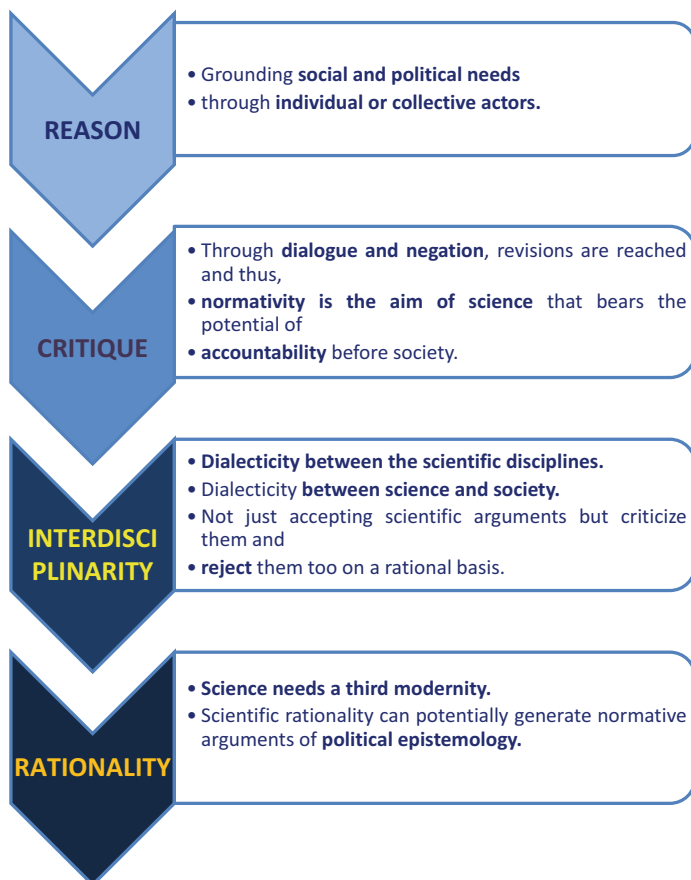 REASON
• Grounding social and political needs
• through individual or collective actors.
CRITIQUE
• Through dialogue and negation, revisions are reached
and thus,
• normativity is the aim of science that bears the
potential of
• accountability before society.
INTERDISCI
PLINARITY
• Dialecticity between the scientific disciplines.
• Dialecticity between science and society.
• Not just accepting scientific arguments but criticize
them and
• reject them too on a rational basis.
RATIONALITY
• Science needs a third modernity.
• Scientific rationality can potentially generate normative
arguments of political epistemology.